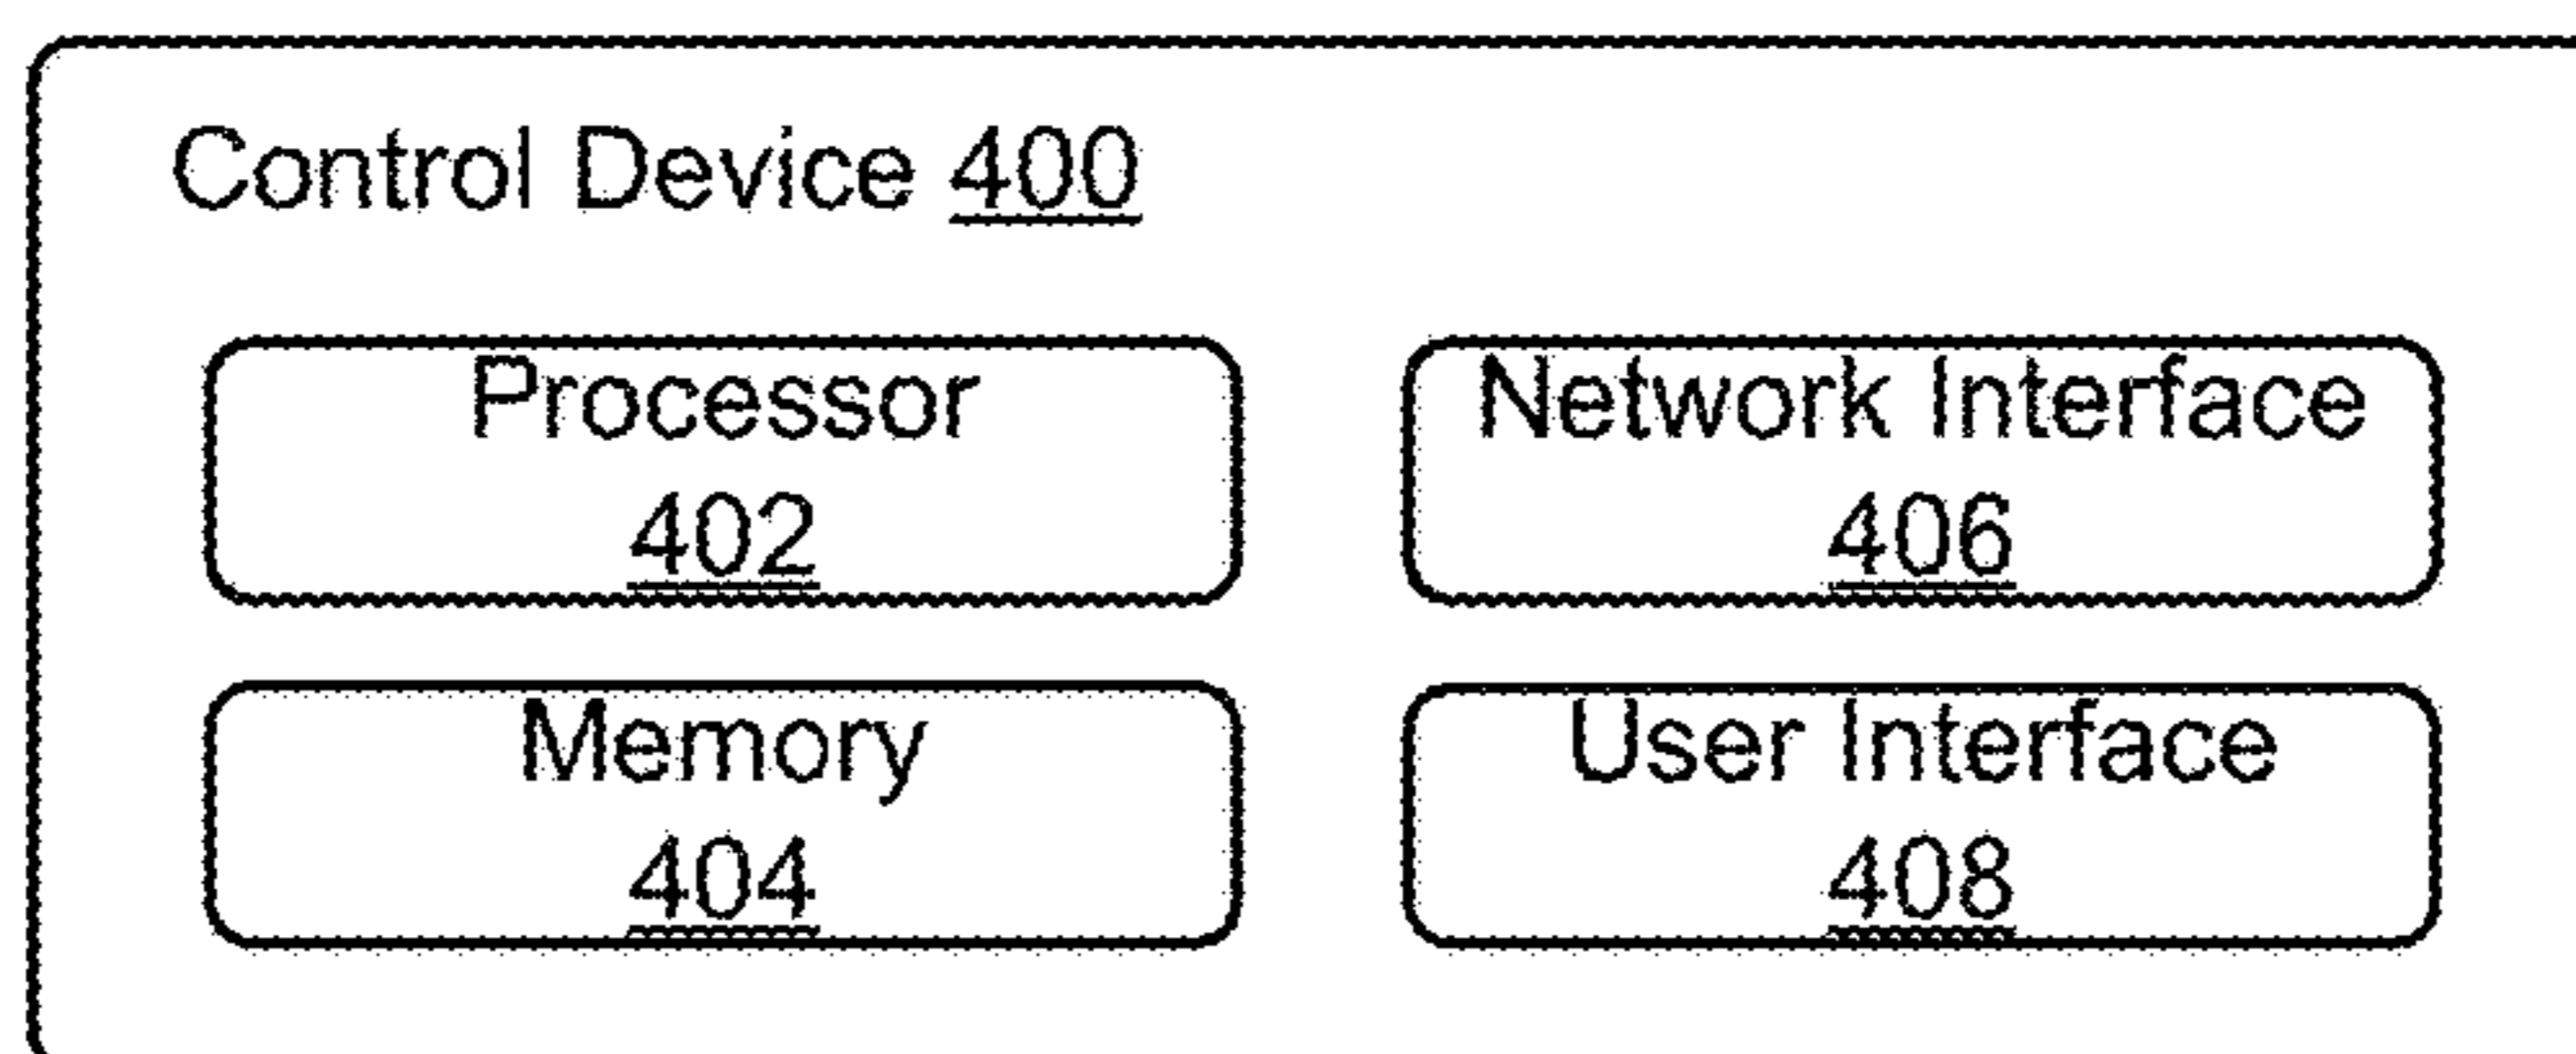 Control Device 400
Processor
402
Network Interface
406
Memory
404
User Interface
408